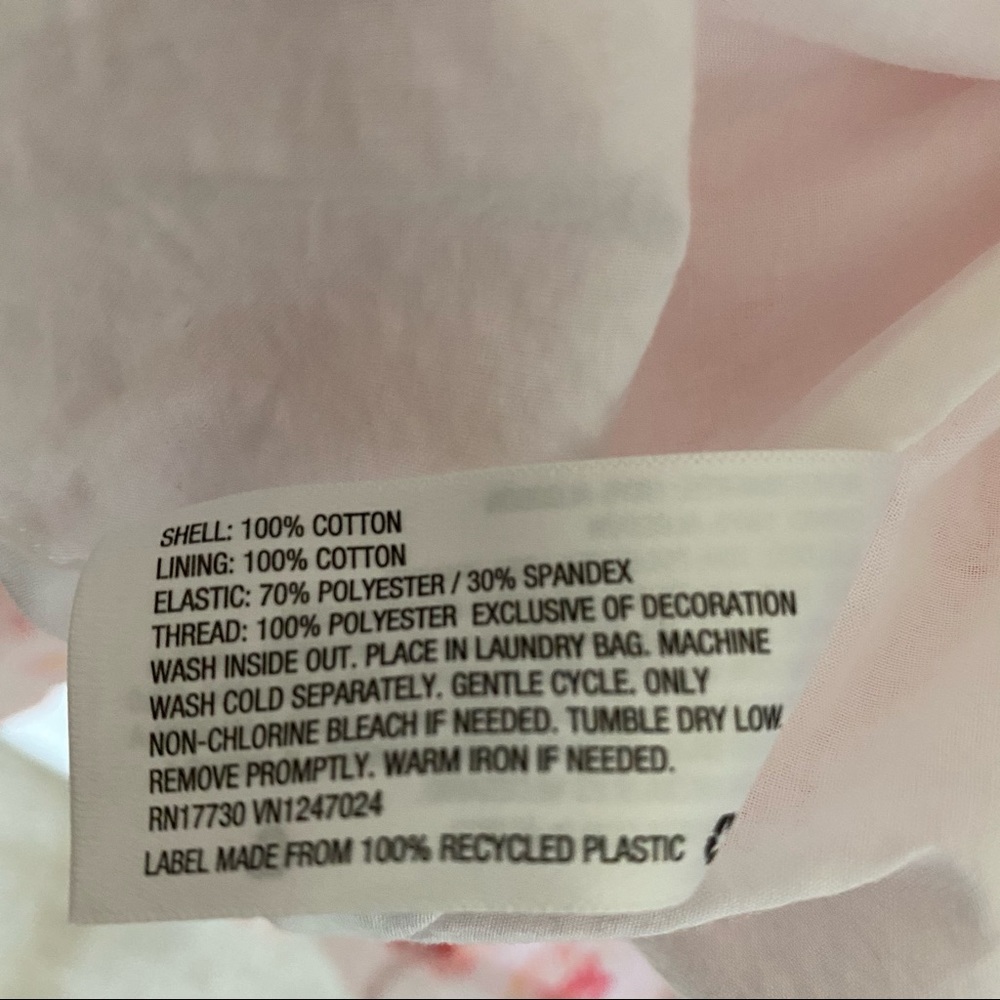 SHELL: 100% COTTON
LINING: 100% COTTON
ELASTIC: 70% POLYESTER / 30% SPANDEX
THREAD: 100% POLYESTER EXCLUSIVE OF DECORATION
WASH INSIDE OUT. PLACE IN LAUNDRY BAG. MACHINE
WASH COLD SEPARATELY. GENTLE CYCLE. ONLY
NON-CHLORINE BLEACH IF NEEDED. TUMBLE DRY LOW.
REMOVE PROMPTLY. WARM IRON IF NEEDED.
RN17730 VN1247024
LABEL MADE FROM 100% RECYCLED PLASTIC